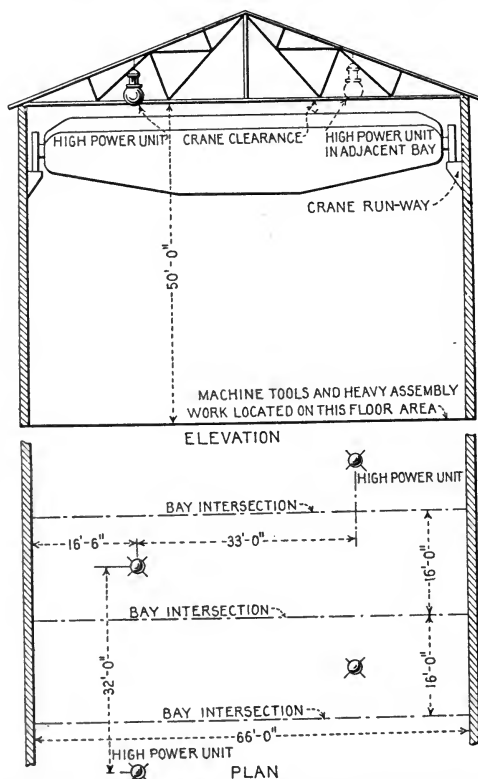 HIGH POWER UNIT
CRANE CLEARANCE
HIGH POWER UNIT
IN ADJACENT BAY
CRANE RUN-WAY
50'-0"
MACHINE TOOLS AND HEAVY ASSEMBLY
WORK LOCATED ON THIS FLOOR AREA
ELEVATION
HIGH POWER UNIT
BAY INTERSECTION
16'-6"
33'-0"
16'-0"
BAY INTERSECTION
32'-0"
16'-0"
BAY INTERSECTION
66'-0"
HIGH POWER UNIT
PLAN